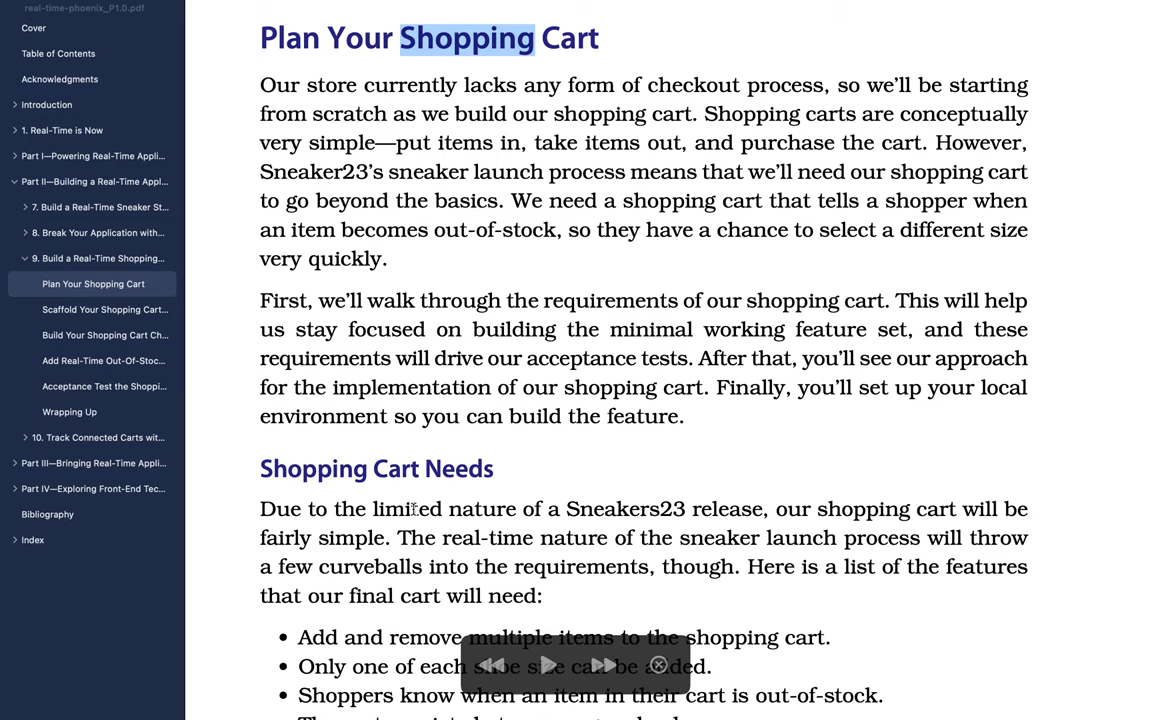 real-time-phoenix_P1.0.pdf
Cover
Table of Contents
Acknowledgments
Introduction
1. Real-Time is Now
Part I—Powering Real-Time Appli...
Part II—Building a Real-Time Appl...
7. Build a Real-Time Sneaker St...
8. Break Your Application with...
9. Build a Real-Time Shopping...
Plan Your Shopping Cart
Scaffold Your Shopping Cart...
Build Your Shopping Cart Ch...
Add Real-Time Out-Of-Stoc...
Acceptance Test the Shoppi...
Wrapping Up
10. Track Connected Carts wit...
Part III—Bringing Real-Time Appli...
Part IV—Exploring Front-End Tec...
Bibliography
Index
Plan Your Shopping Cart
Our store currently lacks any form of checkout process, so we'll be starting
from scratch as we build our shopping cart. Shopping carts are conceptually
very simple—put items in, take items out, and purchase the cart. However,
Sneaker23's sneaker launch process means that we'll need our shopping cart
to go beyond the basics. We need a shopping cart that tells a shopper when
an item becomes out-of-stock, so they have a chance to select a different size
very quickly.
First, we'll walk through the requirements of our shopping cart. This will help
us stay focused on building the minimal working feature set, and these
requirements will drive our acceptance tests. After that, you'll see our approach
for the implementation of our shopping cart. Finally, you'll set up your local
environment so you can build the feature.
Shopping Cart Needs
Due to the limited nature of a Sneakers23 release, our shopping cart will be
fairly simple. The real-time nature of the sneaker launch process will throw
a few curveballs into the requirements, though. Here is a list of the features
that our final cart will need:
• Add and remove multiple items to the shopping cart.
• Only one of each shoe size can be added.
• Shoppers know when an item in their cart is out-of-stock.